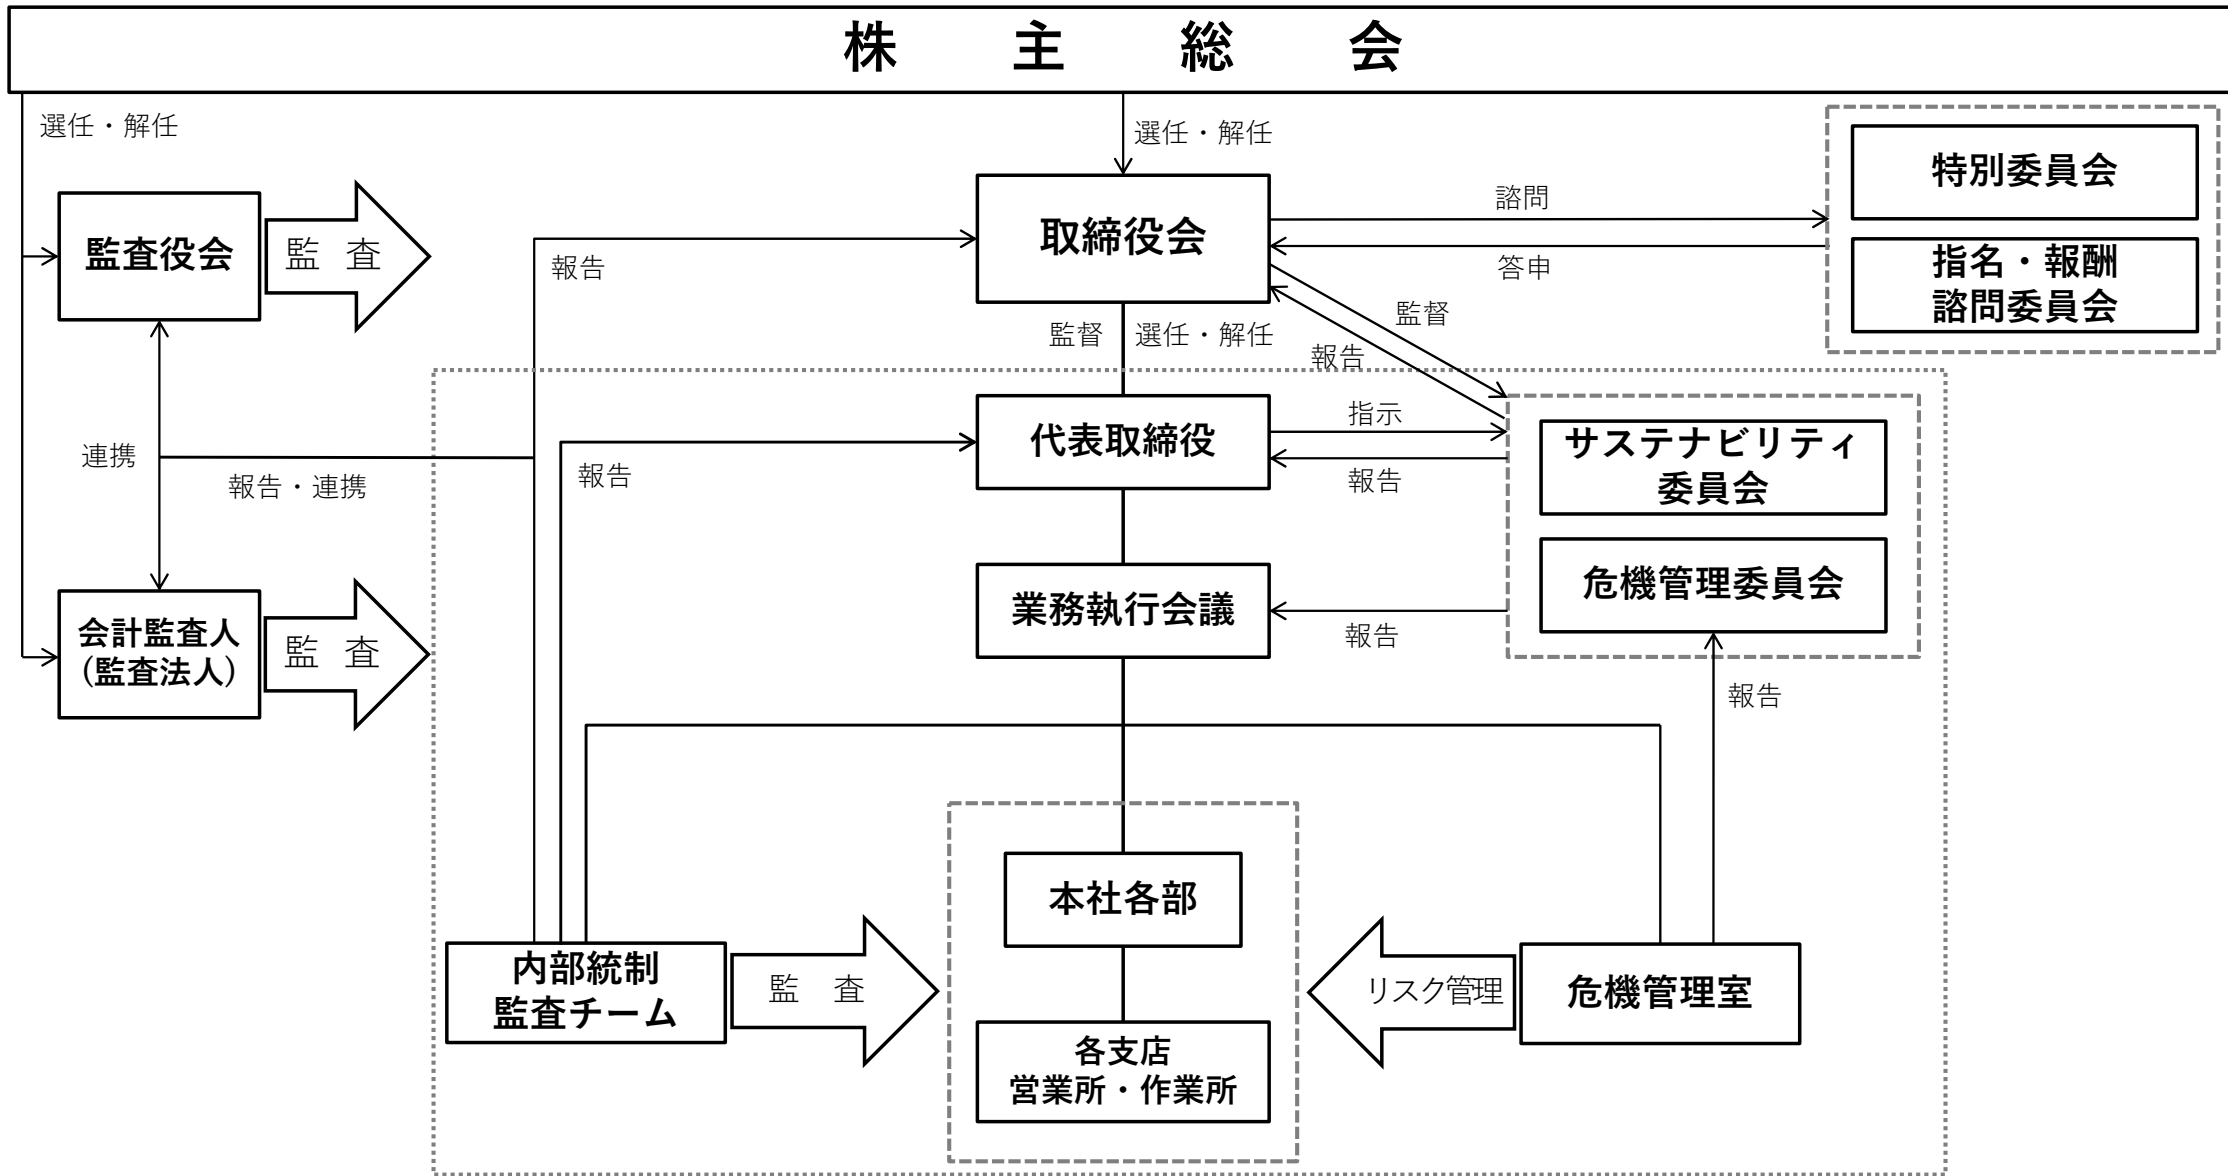 株主総会
選任・解任
選任・解任
特別委員会
指名・報酬
諮問委員会
監査役会
監査
取締役会
諮問
答申
報告
監督
選任・解任
監督
報告
代表取締役
指示
報告
サステナビリティ
委員会
危機管理委員会
連携
報告・連携
報告
業務執行会議
報告
会計監査人
（監査法人）
監査
報告
本社各部
内部統制
監査チーム
監査
リスク管理
危機管理室
各支店
営業所・作業所